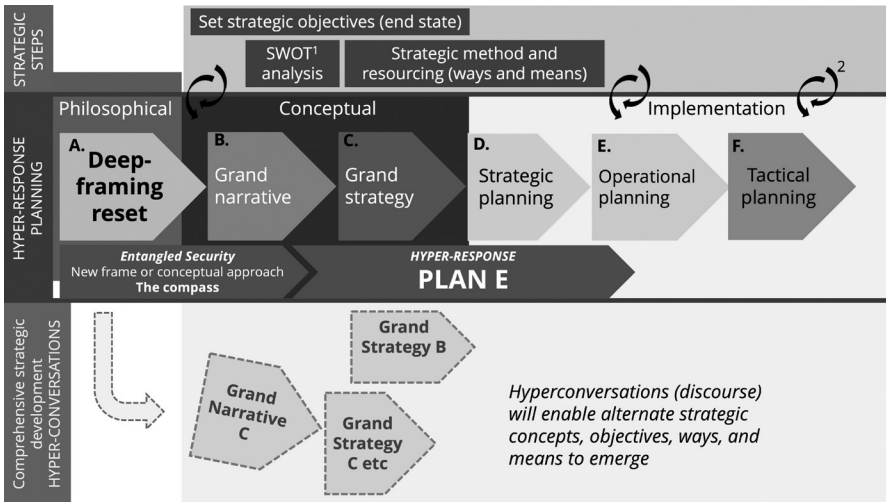 STRATEGIC
STEPS
Set strategic objectives (end state)
SWOT1
analysis
Strategic method and
resourcing (ways and means)
2
HYPER-RESPONSE
PLANNING
Philosophical
Conceptual
Implementation
A.
Deep-
framing
reset
B.
Grand
narrative
C.
Grand
strategy
D.
Strategic
planning
E.
Operational
planning
F.
Tactical
planning
Entangled Security
New frame or conceptual approach
The compass
HYPER-RESPONSE
PLAN E
Comprehensive strategic
development
HYPER-CONVERSATIONS
Grand
Narrative
C
Grand
Strategy B
Grand
Strategy
C etc
Hyperconversations (discourse)
will enable alternate strategic
concepts, objectives, ways, and
means to emerge